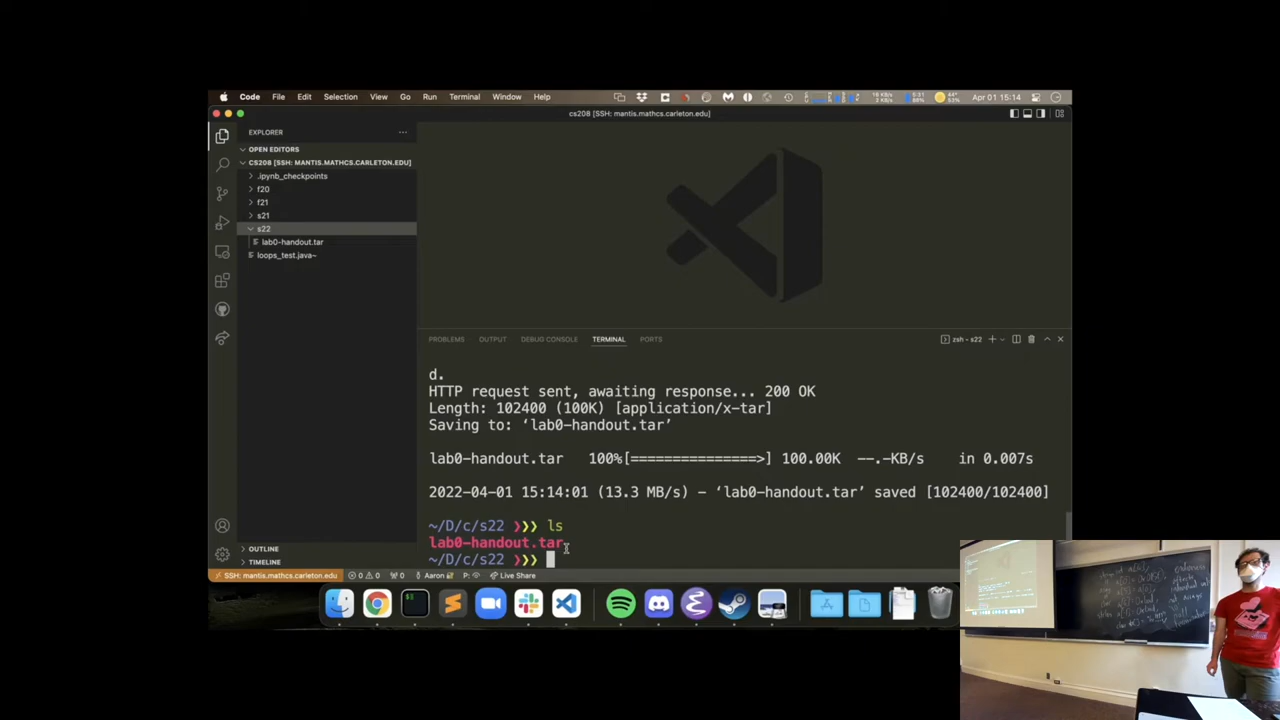 Code File Edit Selection View Go Run Terminal Window Help
Apr 01 15:14
cs208 [SSH: mantis.mathcs.carleton.edu]
EXPLORER
OPEN EDITORS
CS208 [SSH: MANTIS.MATHCS.CARLETON.EDU]
.ipynb_checkpoints
f20
f21
s21
s22
lab0-handout.tar
loops_test.java~
OUTLINE
TIMELINE
PROBLEMS OUTPUT DEBUG CONSOLE TERMINAL PORTS
zsh - s22
d.
HTTP request sent, awaiting response... 200 OK
Length: 102400 (100K) [application/x-tar]
Saving to: ‘lab0-handout.tar’
lab0-handout.tar 100%[===============>] 100.00K --.-KB/s in 0.007s
2022-04-01 15:14:01 (13.3 MB/s) - ‘lab0-handout.tar’ saved [102400/102400]
~/D/c/s22 ❯❯❯ ls
lab0-handout.tar
~/D/c/s22 ❯❯❯
SSH: mantis.mathcs.carleton.edu 0 0 0 Aaron P: Live Share